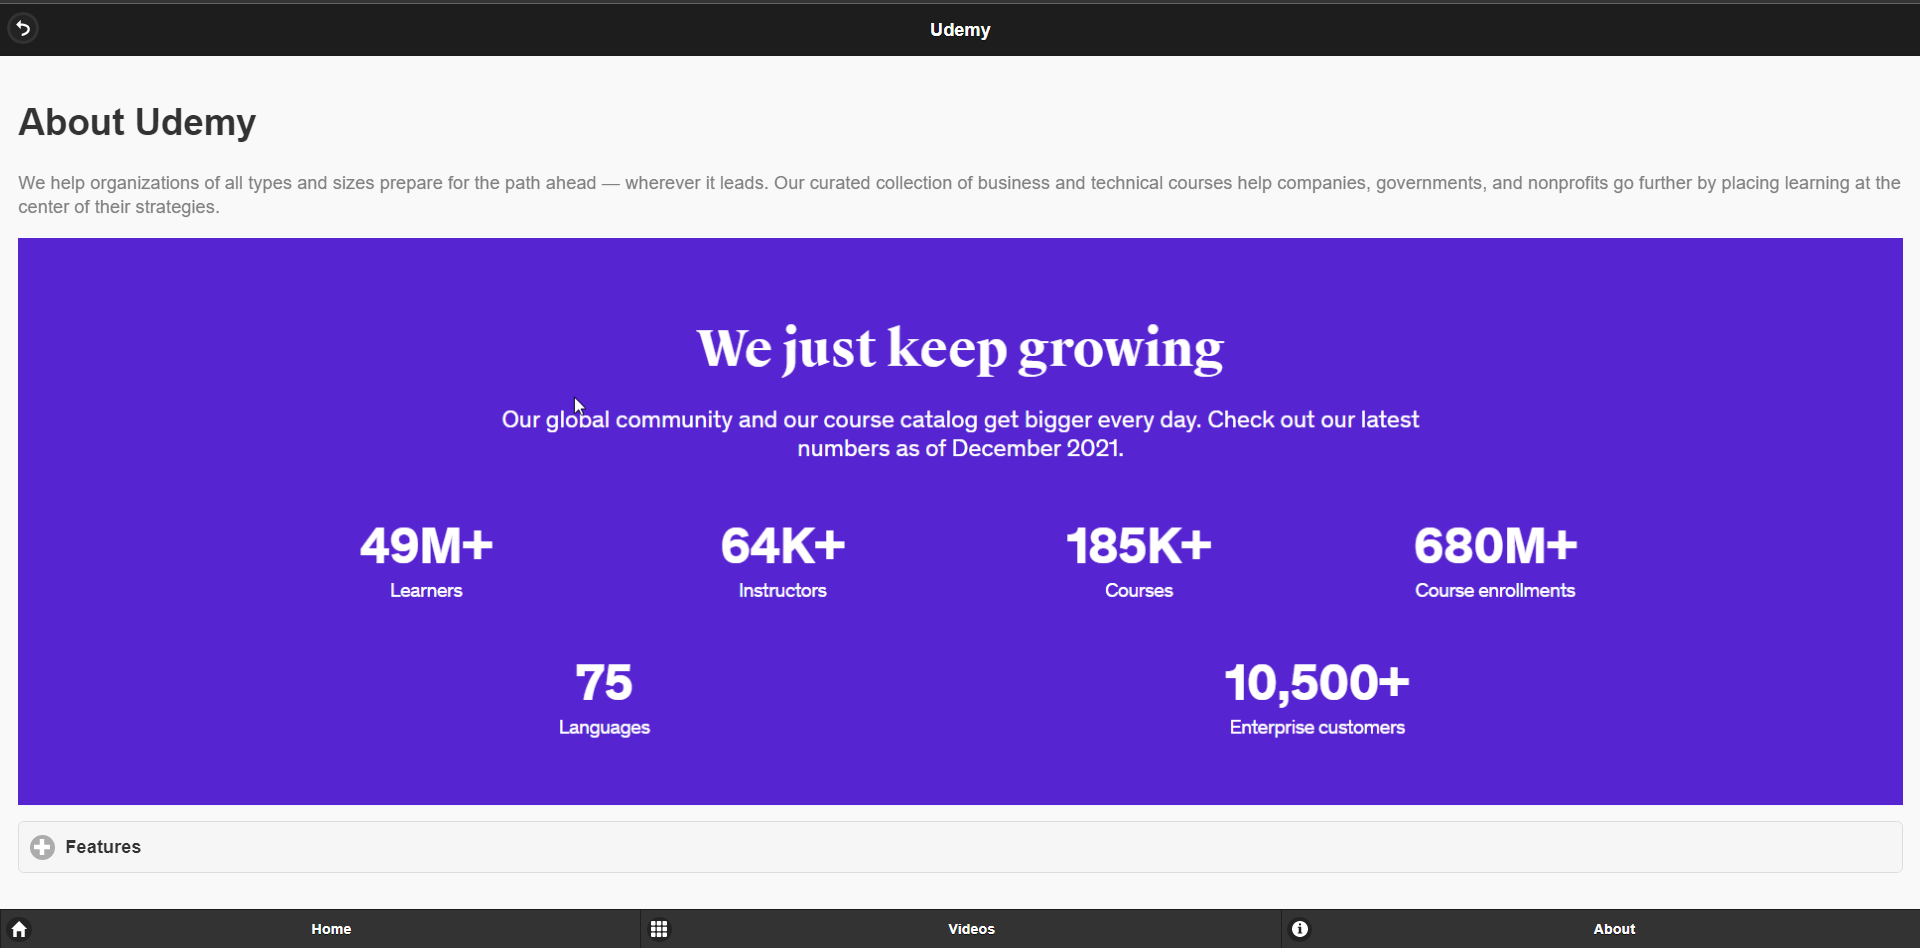 Udemy
About Udemy
We help organizations of all types and sizes prepare for the path ahead — wherever it leads. Our curated collection of business and technical courses help companies, governments, and nonprofits go further by placing learning at the
center of their strategies.
We just keep growing
Our global community and our course catalog get bigger every day. Check out our latest
numbers as of December 2021.
49M+ 64K+ 185K+ 680M+
Learners Instructors Courses Course enrollments
75 10,500+
Languages Enterprise customers
Features
Home Videos About